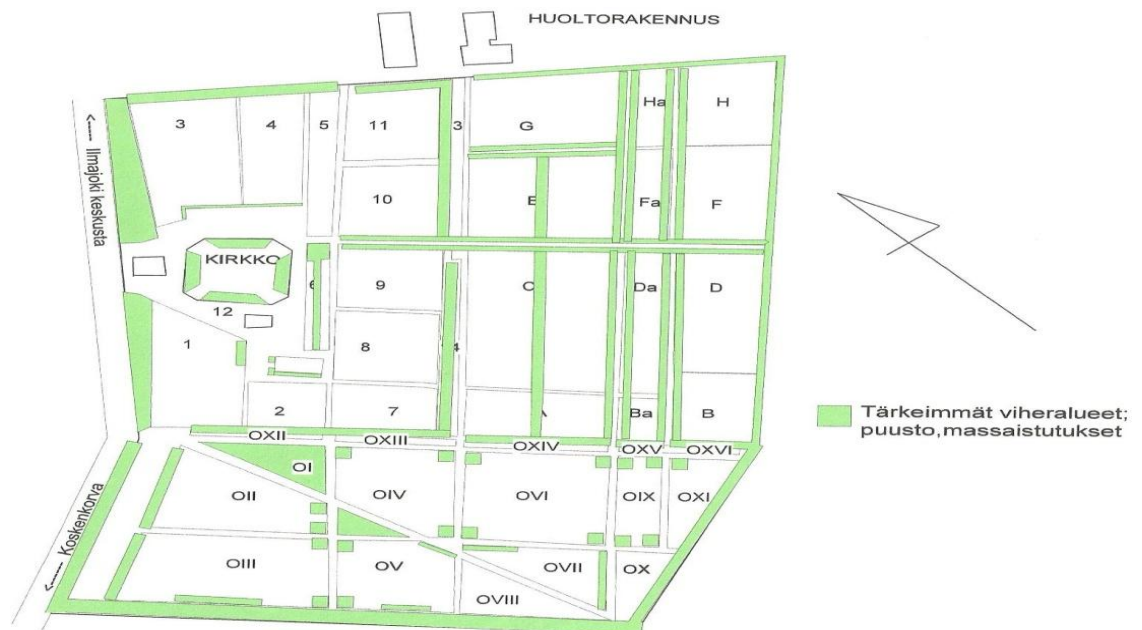 HUOLTORAKENNUS
<---- Ilmajoki keskusta
3
4
5
11
3
G
Ha
H
10
E
Fa
F
KIRKKO
6
9
C
Da
D
12
1
8
4
2
7
A
Ba
B
Tärkeimmät viheralueet;
puusto,massaistutukset
OXII
OXIII
OXIV
OXV
OXVI
OI
OII
OIV
OVI
OIX
OXI
<---- Koskenkorva
OIII
OV
OVII
OX
OVIII